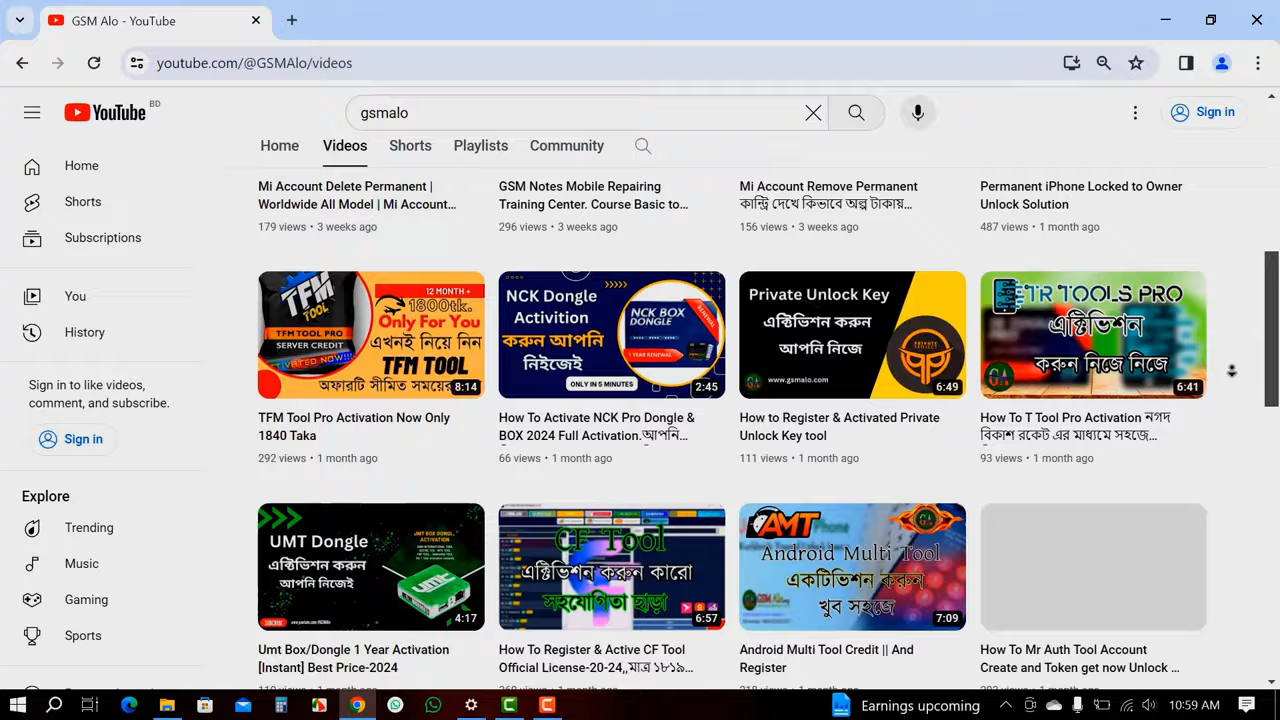 GSM Alo - YouTube
youtube.com/@GSMAlo/videos
YouTube BD
gsmalo
Sign in
Home
Videos
Shorts
Playlists
Community
Home
Shorts
Subscriptions
You
History
Sign in to like videos,
comment, and subscribe.
Sign in
Explore
Trending
Music
Gaming
Sports
Mi Account Delete Permanent |
Worldwide All Model | Mi Account...
179 views • 3 weeks ago
GSM Notes Mobile Repairing
Training Center. Course Basic to...
296 views • 3 weeks ago
Mi Account Remove Permanent
কান্ট্রি দেখে কিভাবে অল্প টাকায়...
156 views • 3 weeks ago
Permanent iPhone Locked to Owner
Unlock Solution
487 views • 1 month ago
TFM
TOOL
TFM TOOL PRO
SERVER CREDIT
12 MONTH +
1800tk.
Only For You
এখনই নিয়ে নিন
TFM TOOL
অফারটি সীমিত সময়ের
8:14
TFM Tool Pro Activation Now Only
1840 Taka
292 views • 1 month ago
NCK Dongle
Activition
করুন আপনি
নিইজেই
ONLY IN 5 MINUTES
NCK BOX
DONGLE
RENEWAL
1 YEAR RENEWAL
2:45
How To Activate NCK Pro Dongle &
BOX 2024 Full Activation.আপনি...
66 views • 1 month ago
Private Unlock Key
এক্টিভিশন করুন
আপনি নিজে
www.gsmalo.com
6:49
How to Register & Activated Private
Unlock Key tool
111 views • 1 month ago
TR TOOLS PRO
এক্টিভিশন
করুন নিজে নিজে
6:41
How To T Tool Pro Activation নগদ
বিকাশ রকেট এর মাধ্যমে সহজে...
93 views • 1 month ago
UMT Dongle
এক্টিভিশন করুন
আপনি নিজেই
UMT BOX DONGL
ACTIVATION
UMT
4:17
Umt Box/Dongle 1 Year Activation
[Instant] Best Price-2024
CF Tool
এক্টিভিশন করুন কারো
সহযোগিতা ছাড়া
6:57
How To Register & Active CF Tool
Official License-20-24,,মাত্র ১৮১৯...
AMT
Android Multi Tool
একটিভিশন করুন
খুব সহজে
7:09
Android Multi Tool Credit || And
Register
How To Mr Auth Tool Account
Create and Token get now Unlock ...
Earnings upcoming
10:59 AM